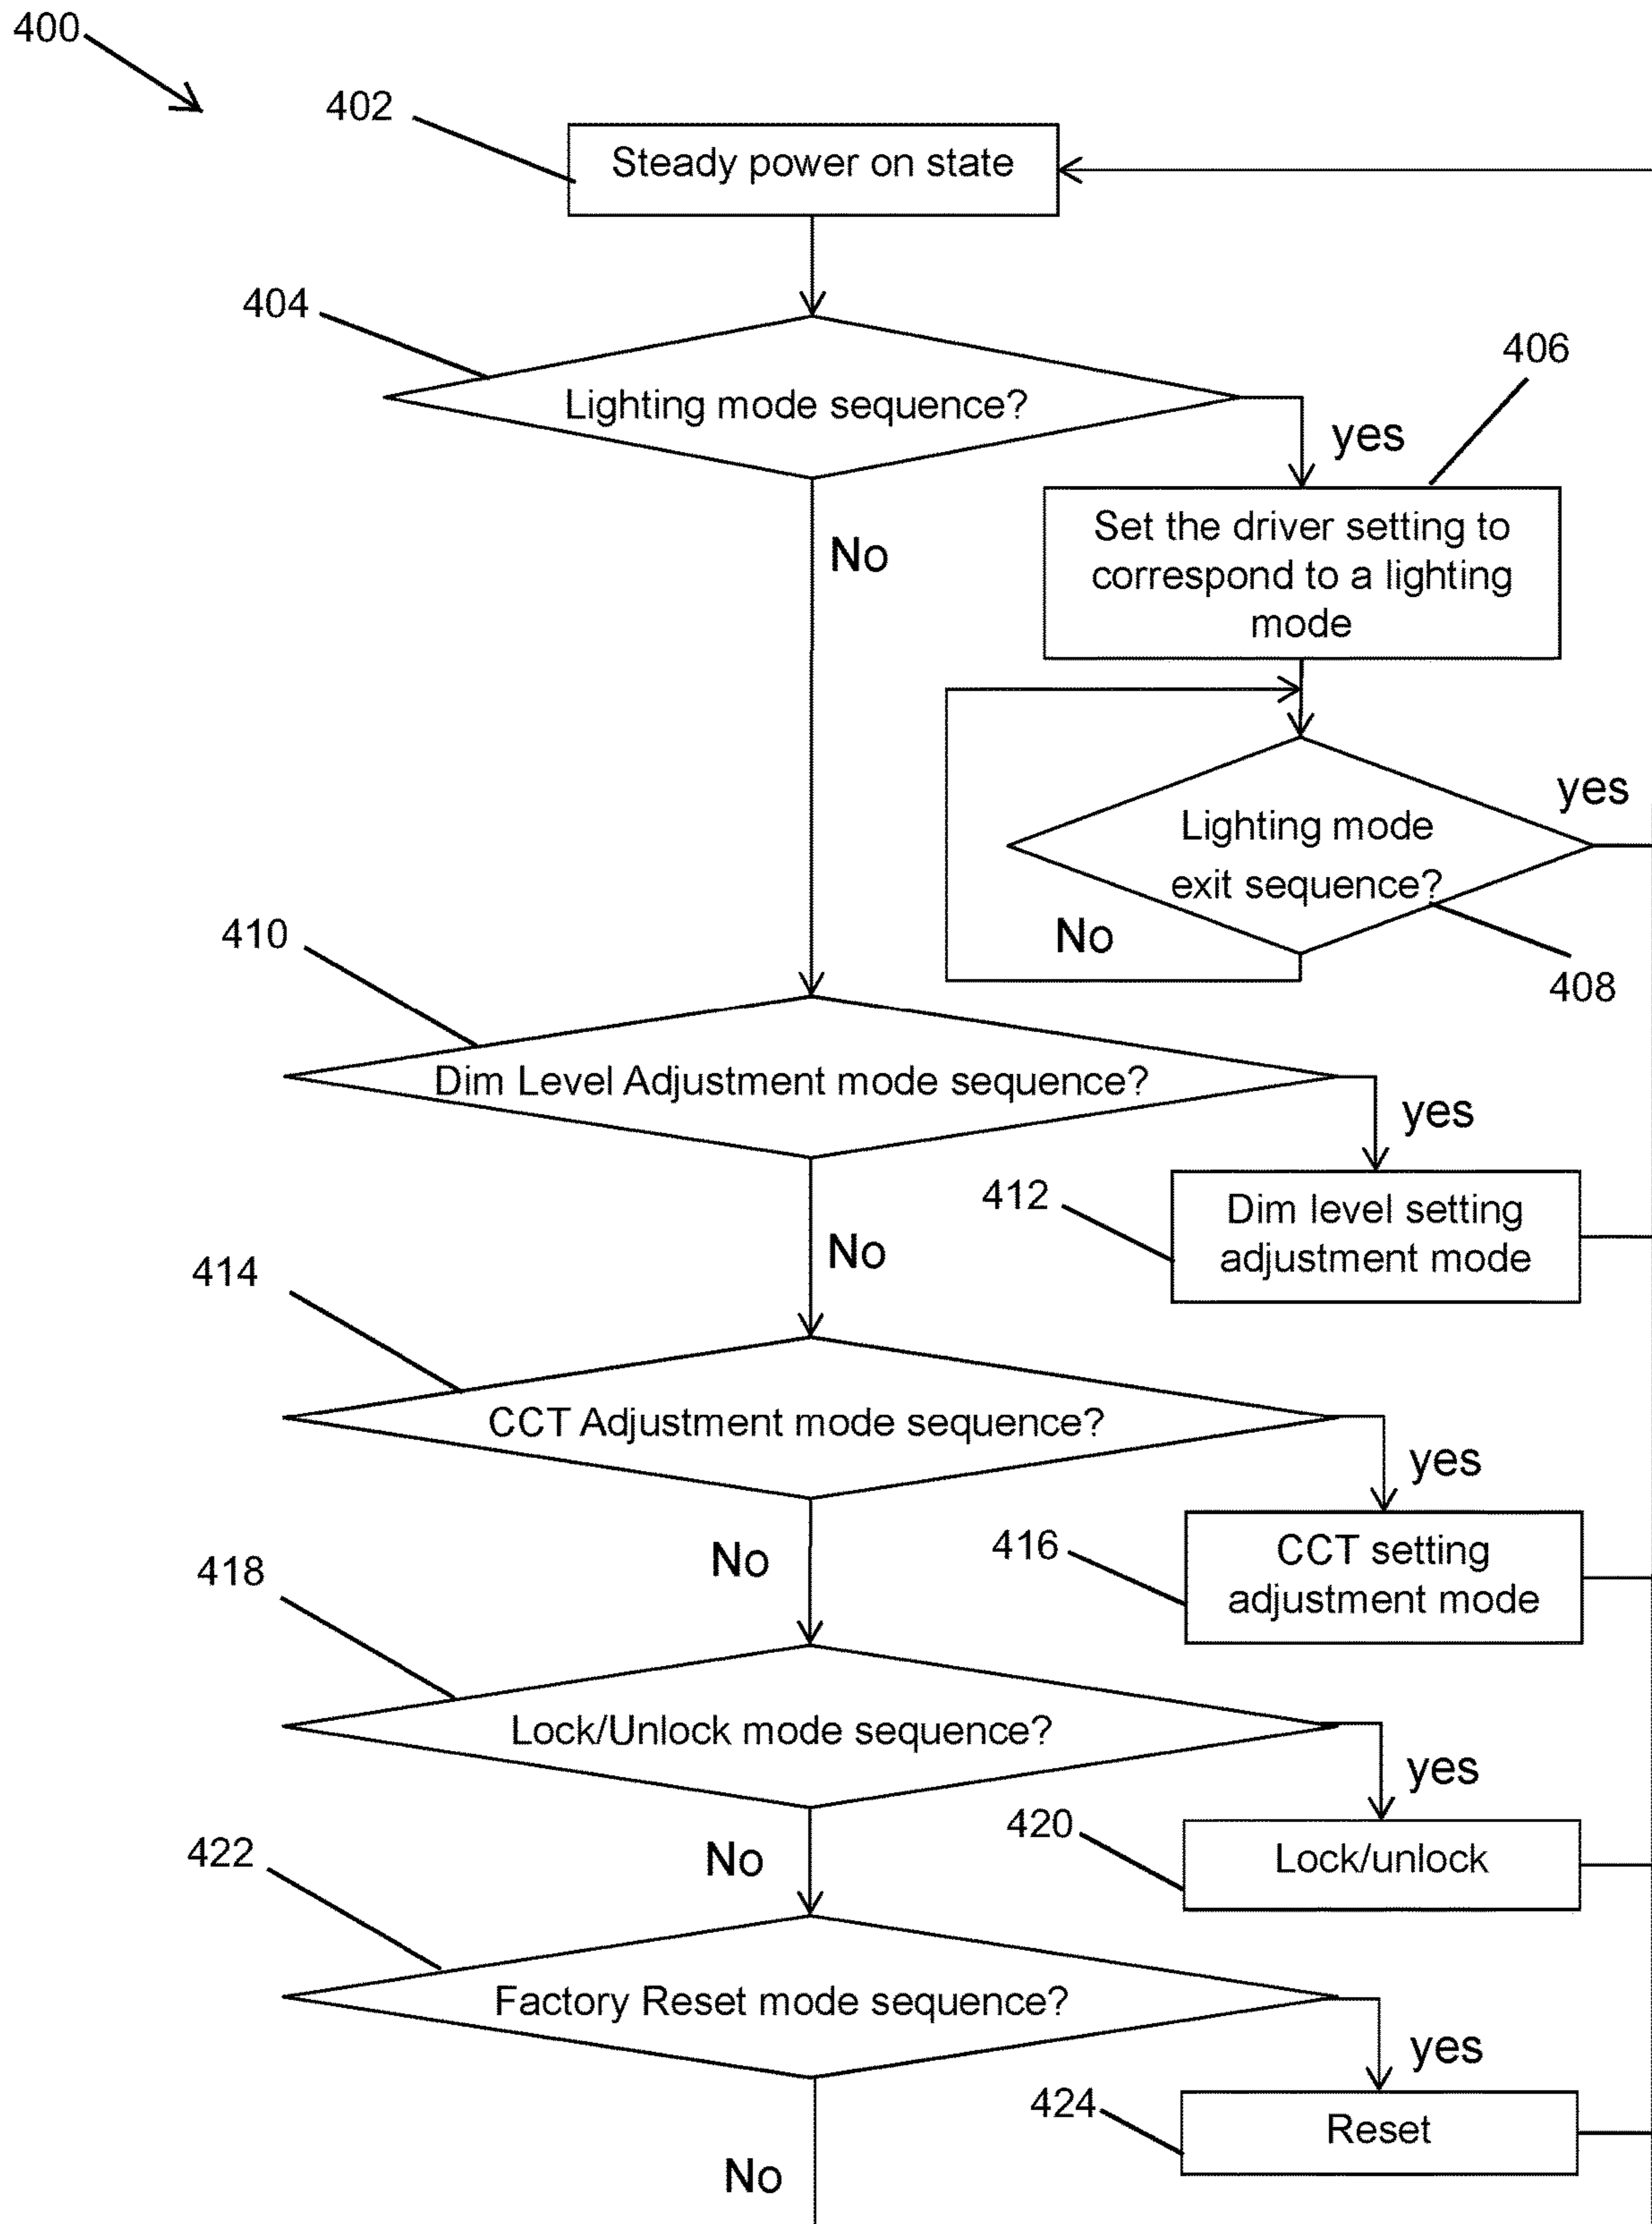 400
402
Steady power on state
404
Lighting mode sequence?
406
yes
Set the driver setting to
correspond to a lighting
mode
No
yes
Lighting mode
exit sequence?
No
408
410
Dim Level Adjustment mode sequence?
yes
412
Dim level setting
adjustment mode
No
414
CCT Adjustment mode sequence?
yes
416
CCT setting
adjustment mode
No
418
Lock/Unlock mode sequence?
yes
420
Lock/unlock
No
422
Factory Reset mode sequence?
yes
424
Reset
No